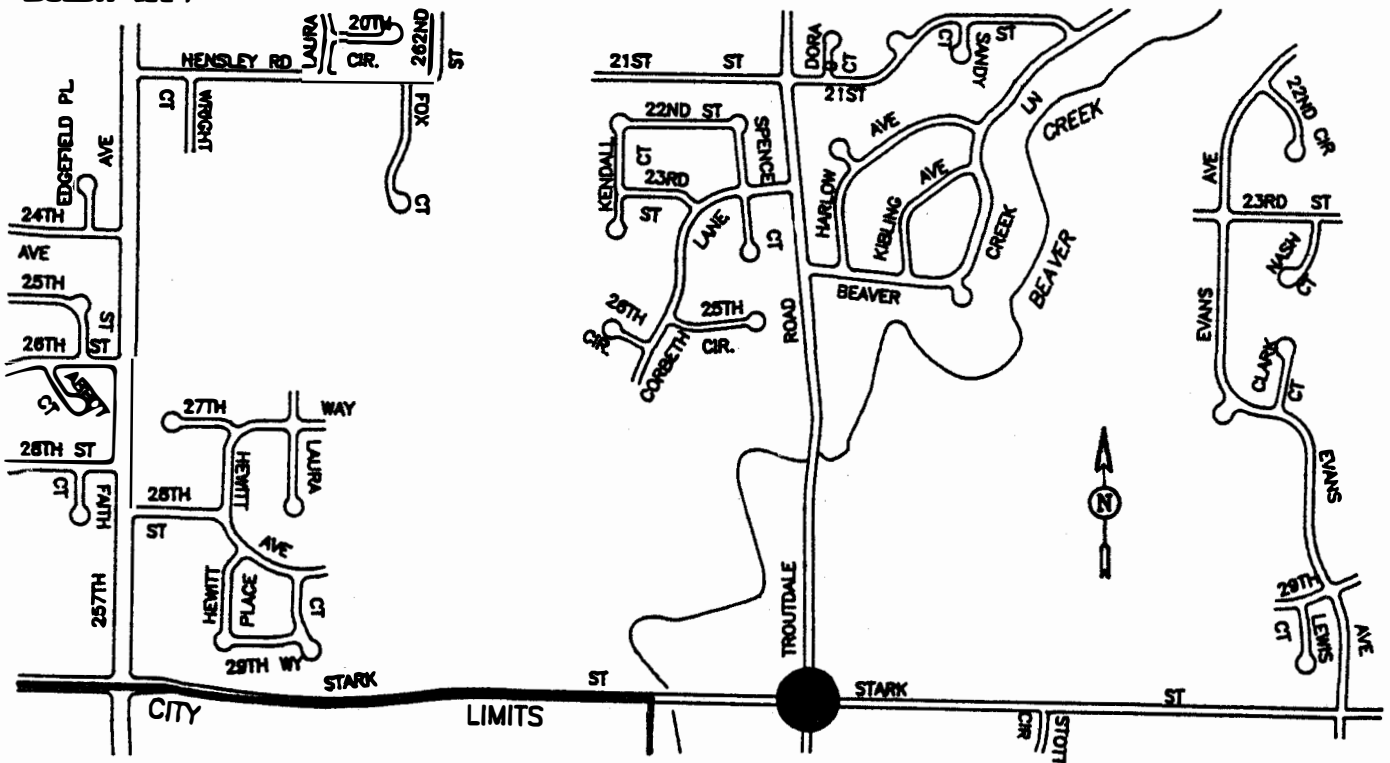 LAURA
20TH
CIR.
262ND
ST
HENSLEY RD
WRIGHT
CT
FOX
CT
EDGEFIELD PL.
AVE
24TH
AVE
25TH
ST
26TH ST
CT
28TH ST
CT
FAITH
257TH
27TH
WAY
LAURA
HEWITT
28TH
ST
AVE
HEWITT
PLACE
CT
29TH WY
21ST ST
DORA
CT
21ST
CT
SANDY
ST
22ND ST
SPENCE
KENDALL
CT
23RD
ST
LANE
CT
26TH
CIR.
25TH
CIR.
CORBETH
ROAD
AVE
HARLOW
KIBLING
AVE
LN
CREEK
BEAVER
CREEK
BEAVER
TROUTDALE
22ND CIR
AVE
23RD ST
NASH
CT
EVANS
CLARK
CT
EVANS
N
29TH
LEWIS
CT
AVE
STARK ST
STARK ST
CITY LIMITS
CIR